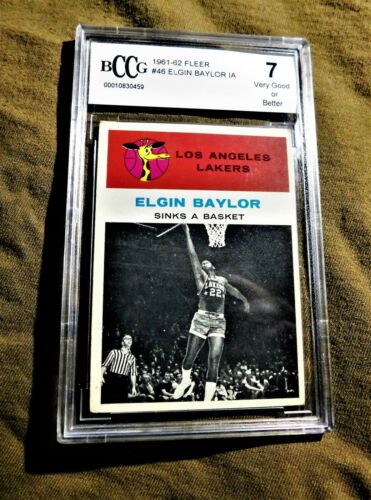 BCCG
00010830459
1961-62 FLEER
#46 ELGIN BAYLOR IA
7
Very Good
or
Better
LOS ANGELES
LAKERS
ELGIN BAYLOR
SINKS A BASKET
LAKERS
22